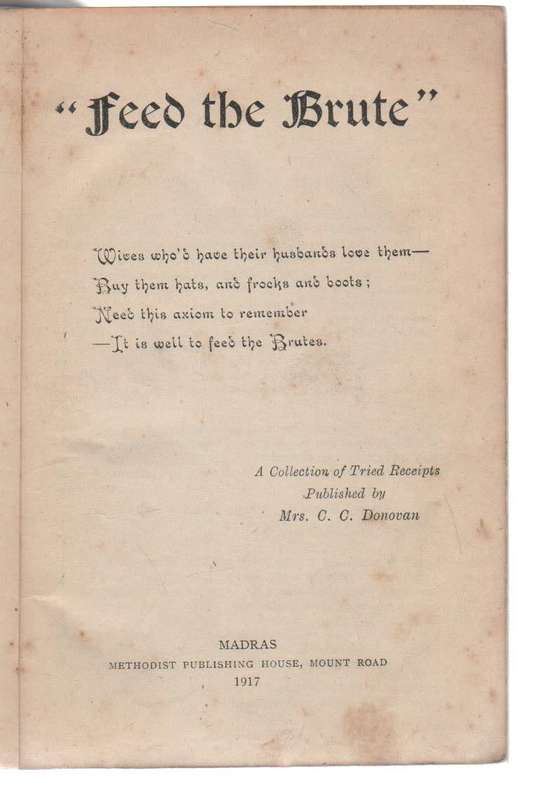 "Feed the Brute"
Wives who'd have their husbands love them—
Buy them hats, and frocks and boots;
Need this axiom to remember
—It is well to feed the Brutes.
A Collection of Tried Receipts
Published by
Mrs. C. C. Donovan
MADRAS
METHODIST PUBLISHING HOUSE, MOUNT ROAD
1917